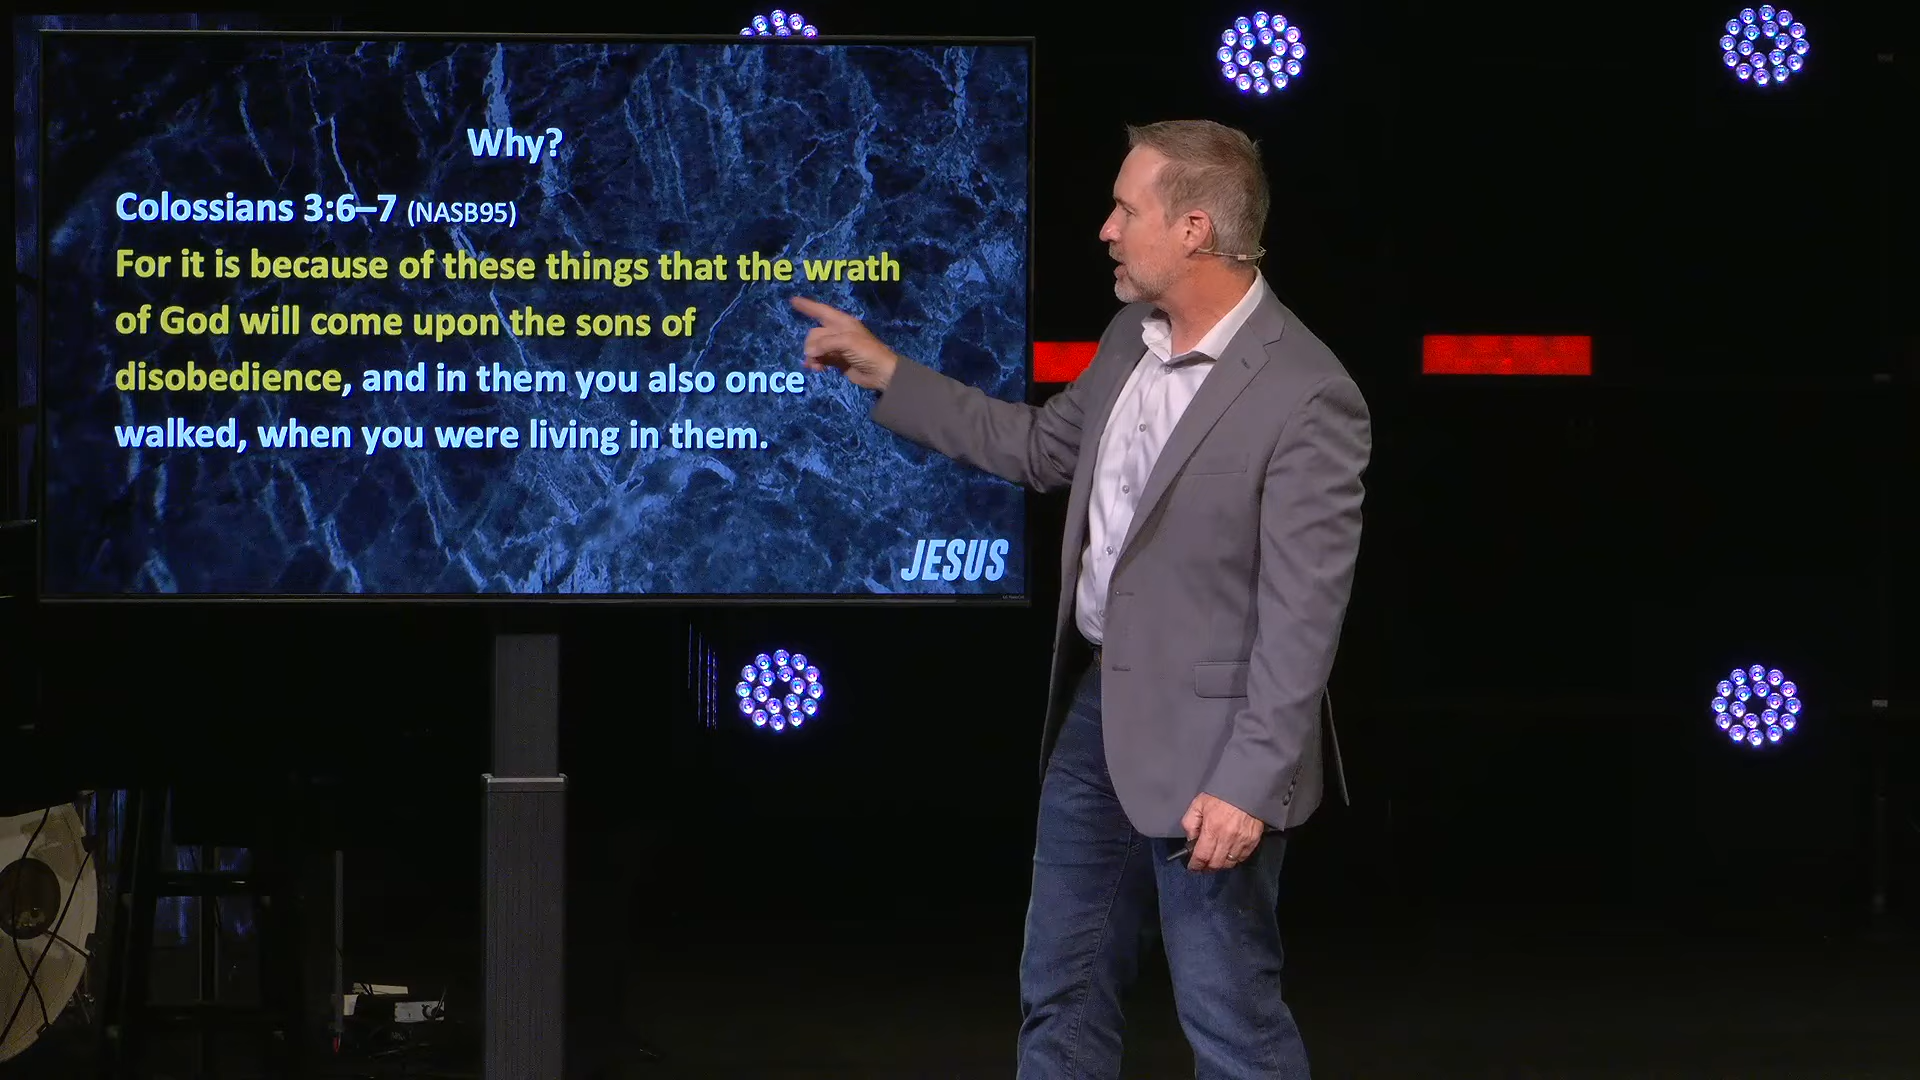 Why?
Colossians 3:6–7 (NASB95)
For it is because of these things that the wrath
of God will come upon the sons of
disobedience, and in them you also once
walked, when you were living in them.
JESUS